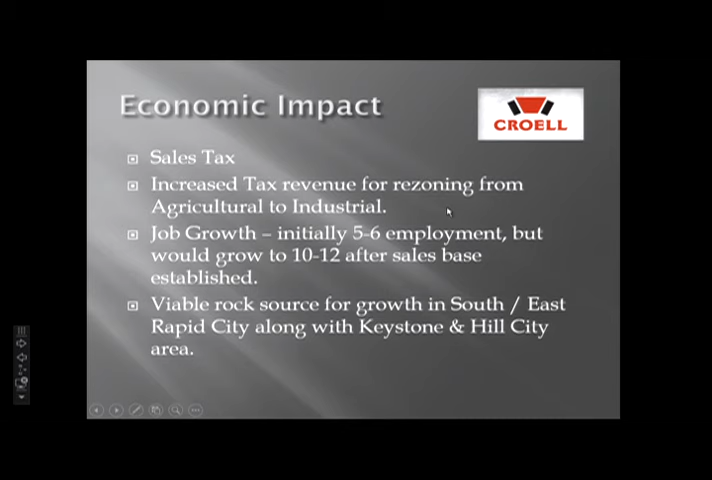 Economic Impact
CROELL
Sales Tax
Increased Tax revenue for rezoning from
Agricultural to Industrial.
Job Growth – initially 5-6 employment, but
would grow to 10-12 after sales base
established.
Viable rock source for growth in South / East
Rapid City along with Keystone & Hill City
area.